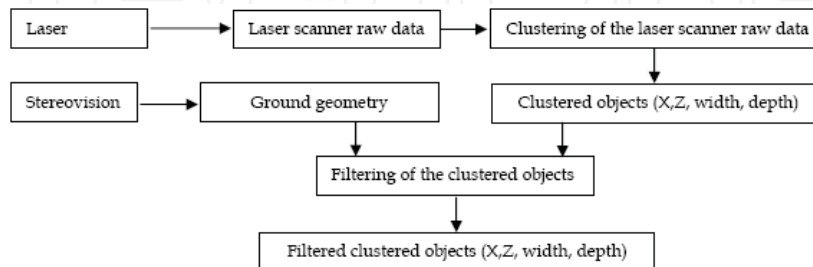 Laser
Laser scanner raw data
Clustering of the laser scanner raw data
Stereovision
Ground geometry
Clustered objects (X,Z, width, depth)
Filtering of the clustered objects
Filtered clustered objects (X,Z, width, depth)